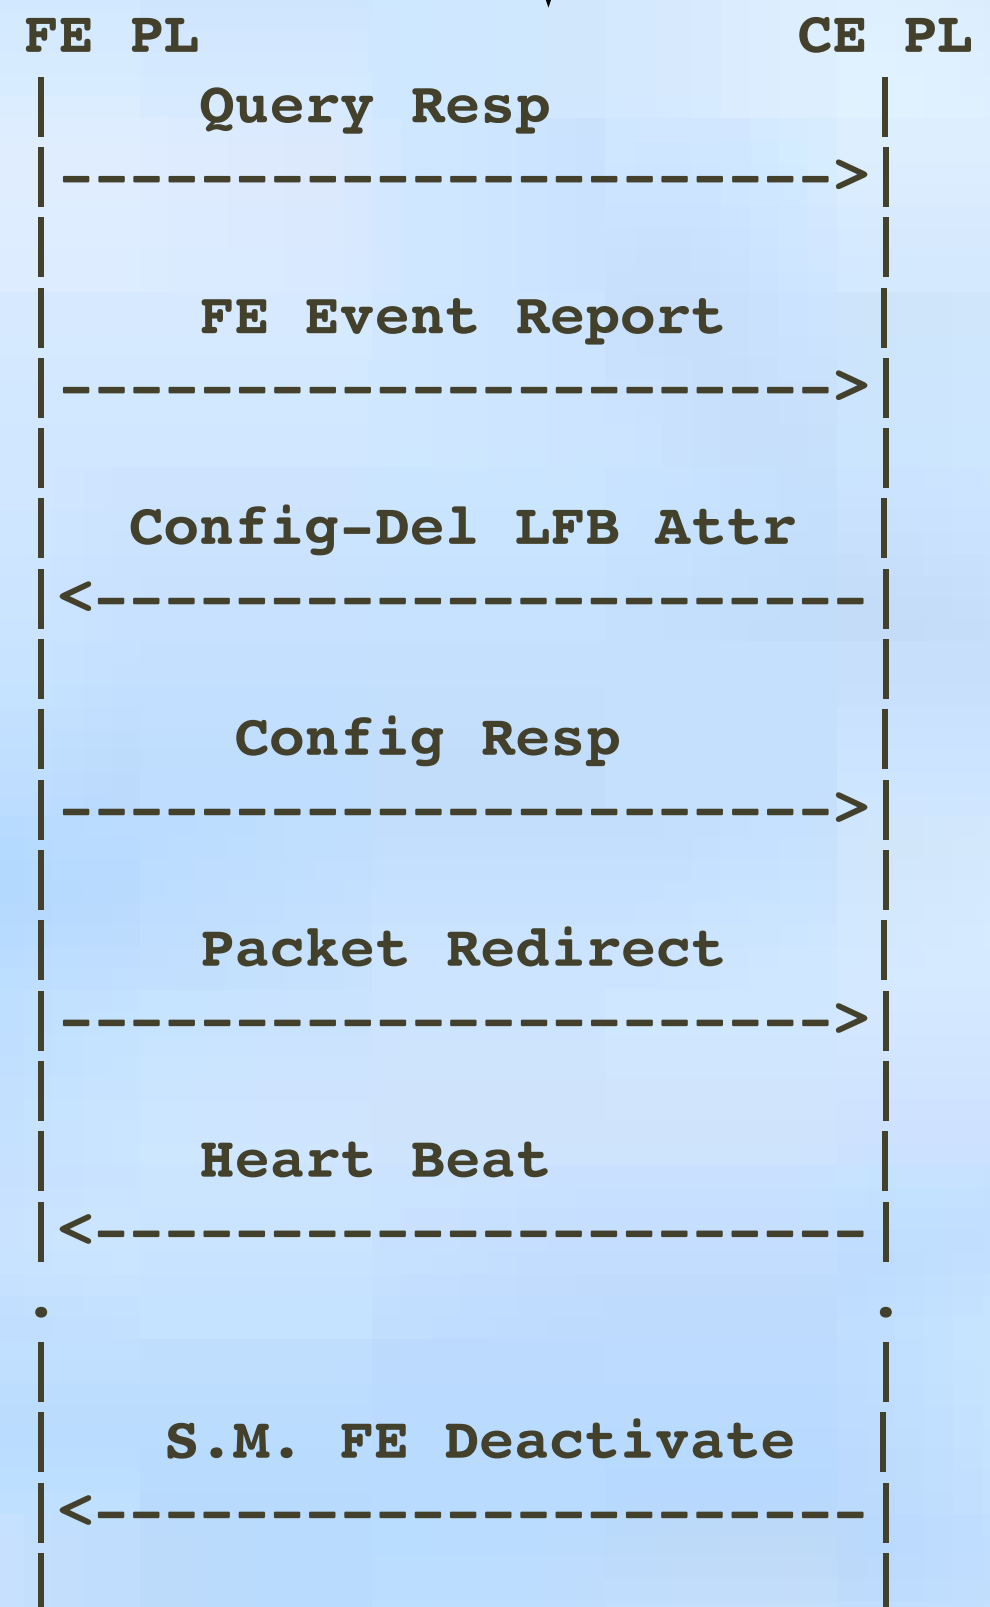 FE PL CE PL
| Query Resp |
|---------------------->|
| |
| FE Event Report |
|---------------------->|
| |
| Config-Del LFB Attr |
|<----------------------|
| |
| Config Resp |
|---------------------->|
| |
| Packet Redirect |
|---------------------->|
| |
| Heart Beat |
|<----------------------|
. .
| |
| S.M. FE Deactivate |
|<----------------------|
| |